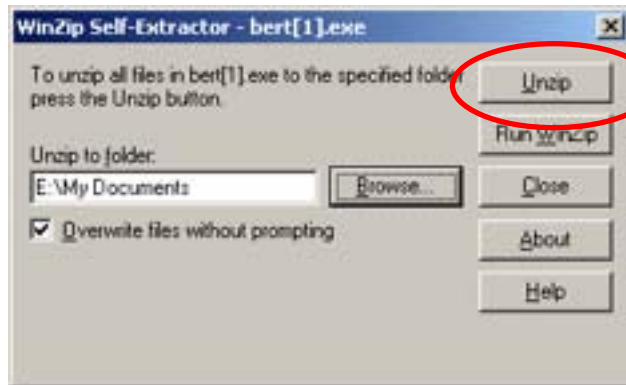 WinZip Self-Extractor - bert[1].exe
To unzip all files in bert[1].exe to the specified folder
press the Unzip button.
Unzip to folder:
E:\My Documents
Browse...
Overwrite files without prompting
Unzip
Run WinZip
Close
About
Help